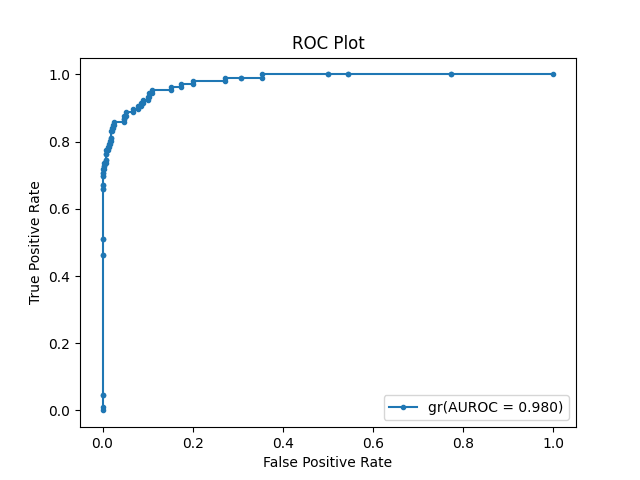 ROC Plot
1.0
0.8
0.6
0.4
0.2
0.0
True Positive Rate
gr(AUROC = 0.980)
0.0 0.2 0.4 0.6 0.8 1.0
False Positive Rate